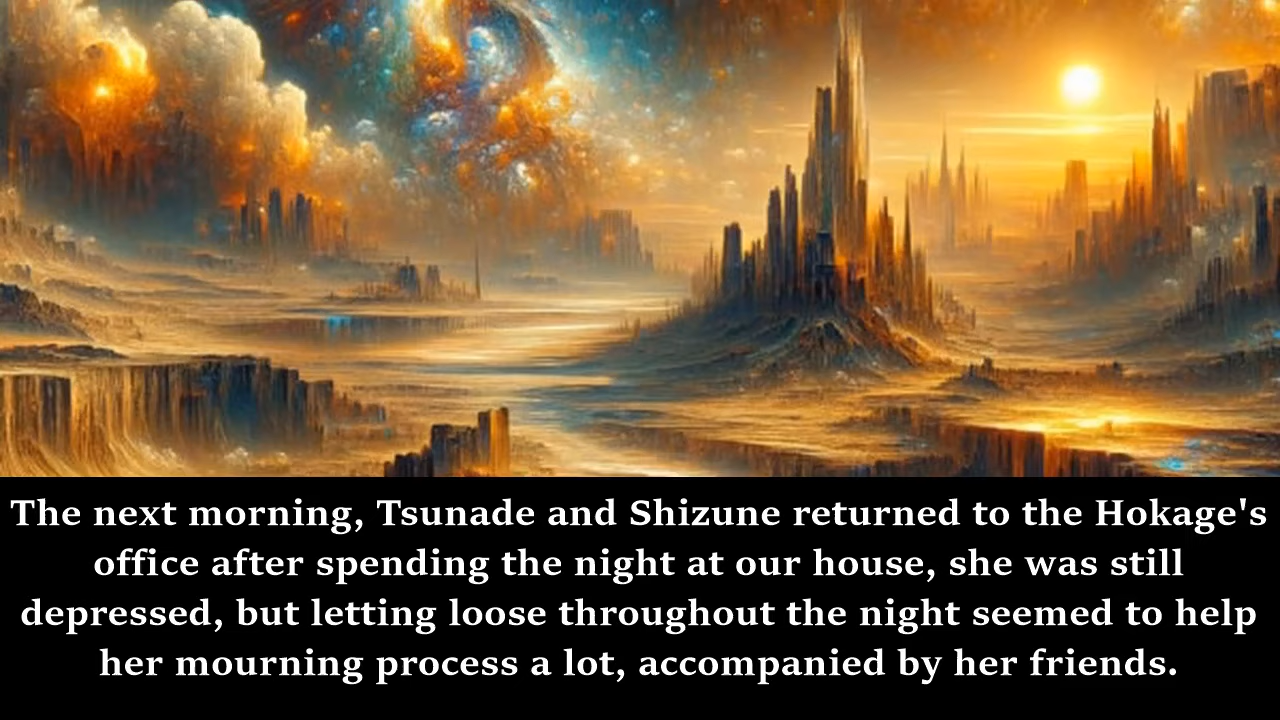 The next morning, Tsunade and Shizune returned to the Hokage's
office after spending the night at our house, she was still
depressed, but letting loose throughout the night seemed to help
her mourning process a lot, accompanied by her friends.